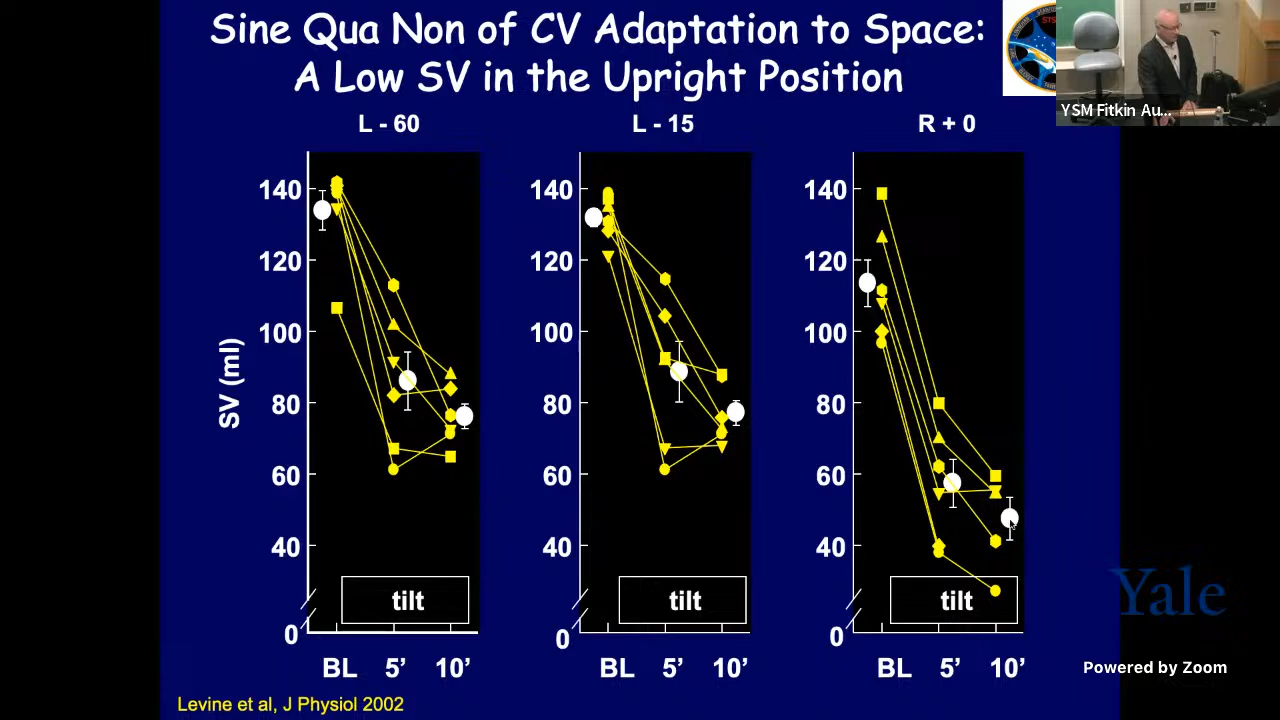 Sine Qua Non of CV Adaptation to Space:
A Low SV in the Upright Position
STS
YSM Fitkin Au...
L - 60
L - 15
R + 0
SV (ml)
140
120
100
80
60
40
0
tilt
BL 5’ 10’
140
120
100
80
60
40
0
tilt
BL 5’ 10’
140
120
100
80
60
40
0
tilt
BL 5’ 10’
Yale
Powered by Zoom
Levine et al, J Physiol 2002